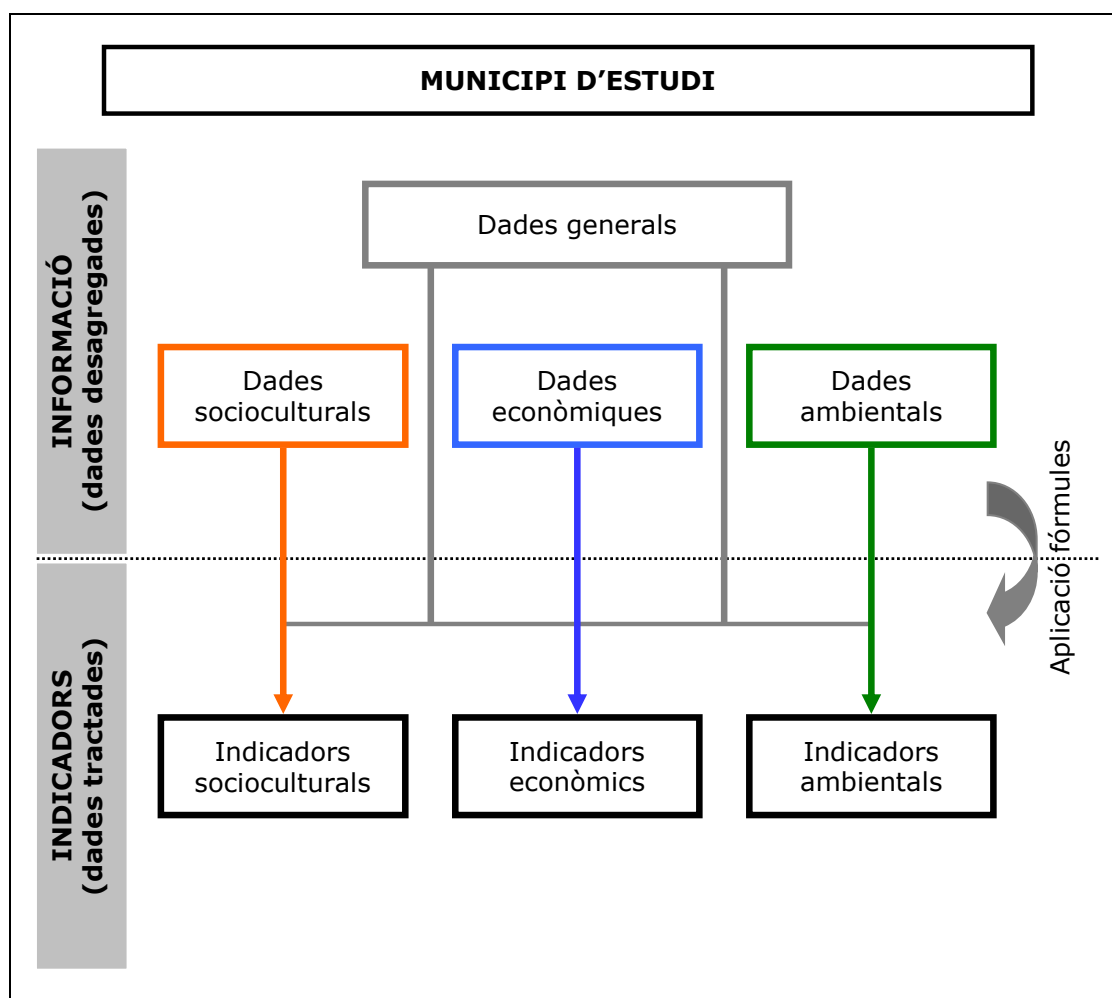 MUNICIPI D’ESTUDI
INFORMACIÓ
(dades desagregades)
Dades generals
Dades
socioculturals
Dades
econòmiques
Dades
ambientals
Aplicació fórmules
INDICADORS
(dades tractades)
Indicadors
socioculturals
Indicadors
econòmics
Indicadors
ambientals